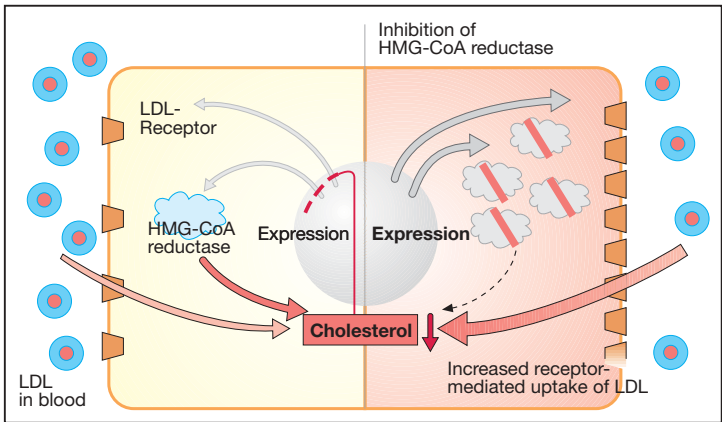 Inhibition of
HMG-CoA reductase
LDL-
Receptor
HMG-CoA
reductase
Expression
Expression
Cholesterol
LDL
in blood
Increased receptor-
mediated uptake of LDL